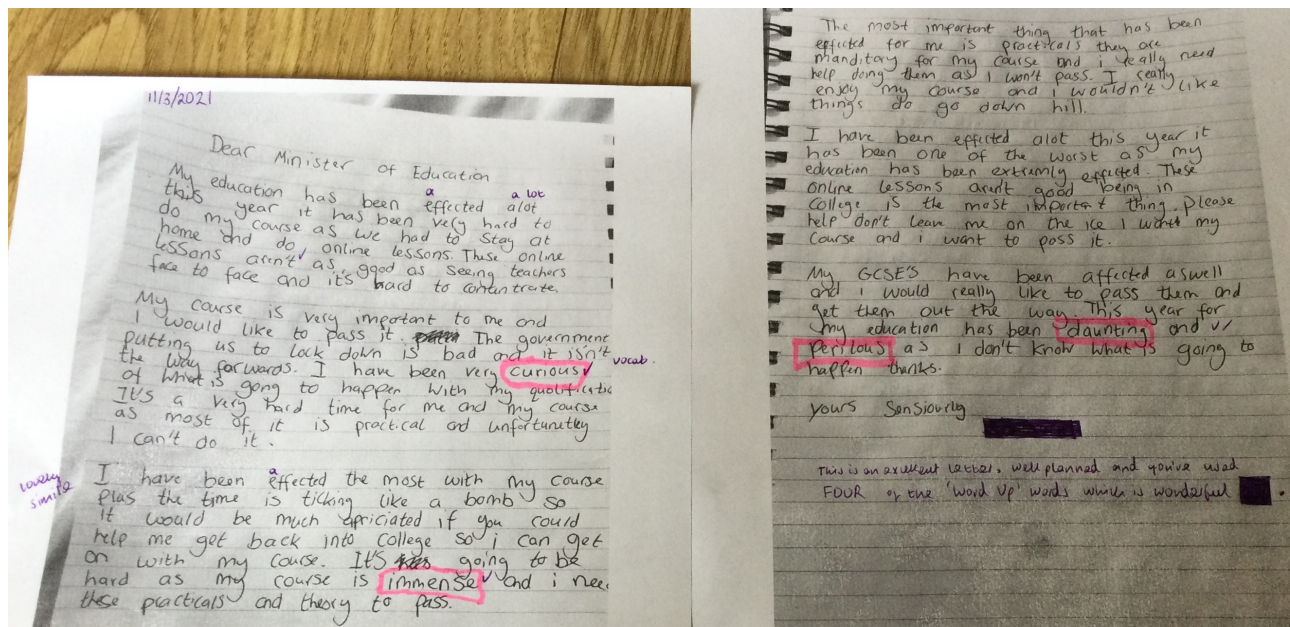 11/3/2021
Dear Minister of Education
a a lot
My education has been effected alot
this year it has been very hard to
do my course as we had to stay at
home and do online lessons. These online
lessons aren't as good as seeing teachers
face to face and it's hard to contentrate.
My course is very important to me and
I would like to pass it. The government
putting us to lock down is bad and it isn't
the way forwards. I have been very curious vocab.
of what is gong to happen with my qualificatio
It's a very hard time for me and my course
as most of it is practical and unfortunetley
I can't do it.
a
I have been effected the most with my course
lovely simile
plas the time is ticking like a bomb so
it would be much apriciated if you could
help me get back into college so i can get
on with my course. It's going to be
hard as my course is immense and i need
these practicals and theory to pass.
The most important thing that has been
effected for me is practicals they are
manditory for my course and i really need
help doing them as I won't pass. I really
enjoy my course and i wouldn't like
things do go down hill.
I have been effected alot this year it
has been one of the worst as my
education has been extremly effected. These
online lessons aren't good being in
college is the most importat thing. Please
help don't leave me on the ice I want my
course and i want to pass it.
My GCSE'S have been affected aswell
and i would really like to pass them and
get them out the way. This year for
my education has been daunting and
perilous as I don't know what is going to
happen thanks.
yours Sensiourly
This is an excellent letter, well planned and you've used
FOUR of the 'Word Up' words which is wonderful .